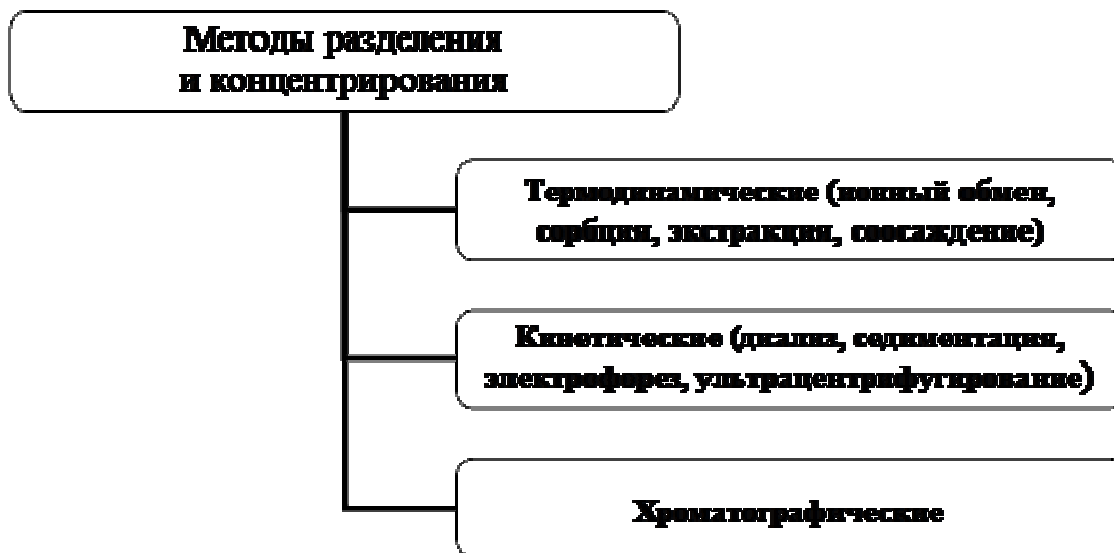 Методы разделения
и концентрирования
Термодинамические (ионный обмен,
сорбция, экстракция, соосаждение)
Кинетические (диализ, седиментация,
электрофорез, ультрацентрифугирование)
Хроматографические